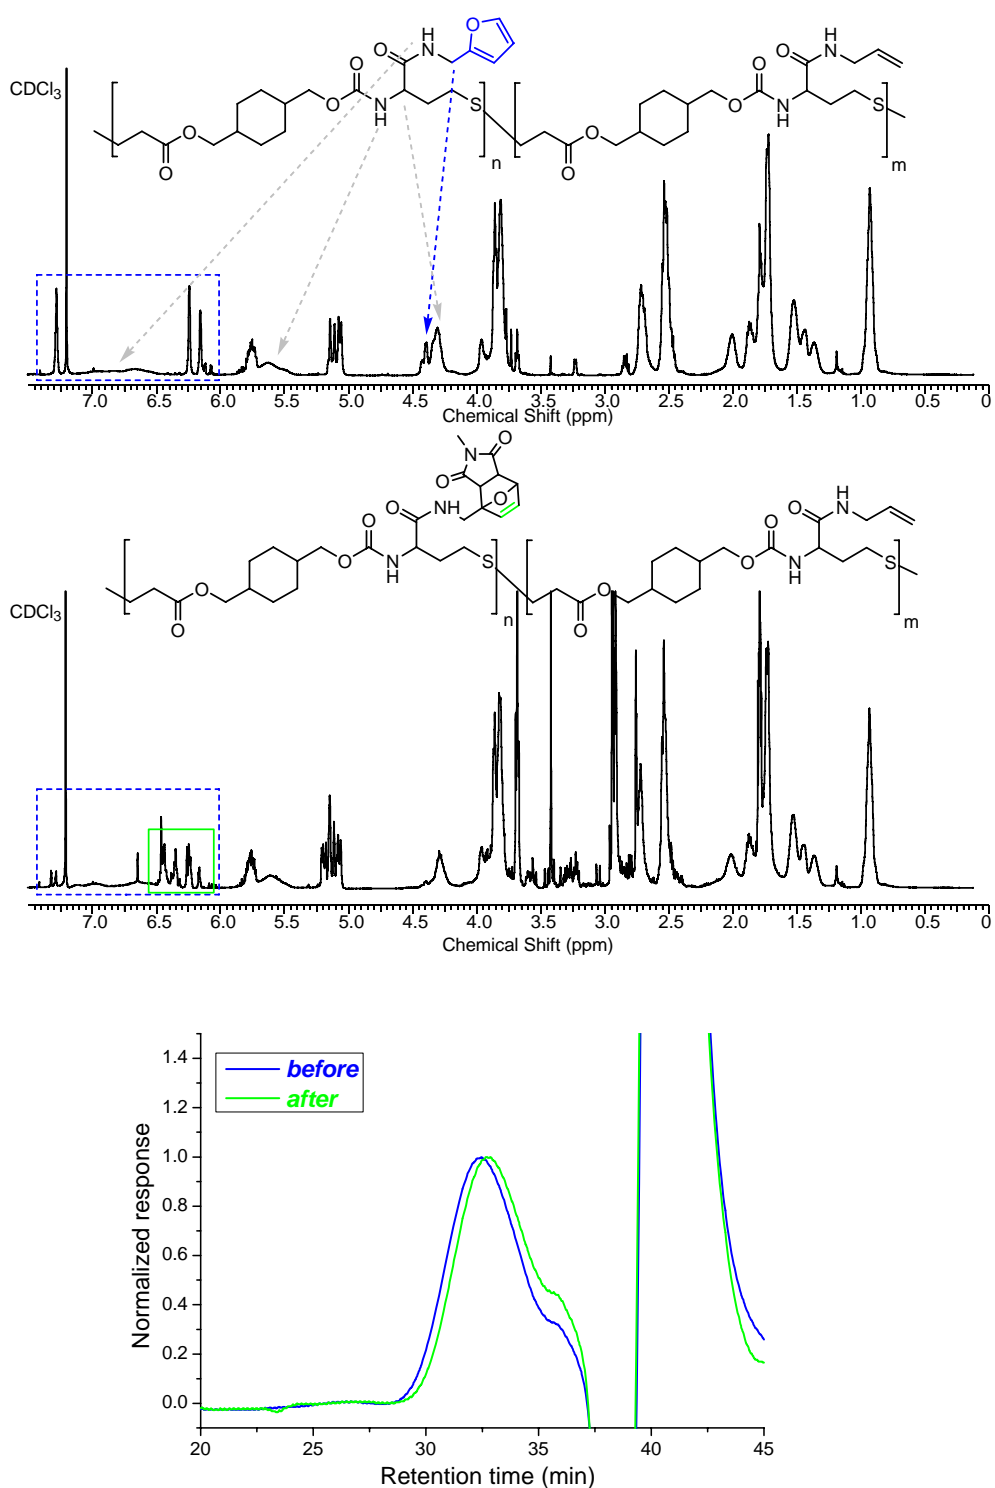 O
H
N
O
NH
O
O
H
N
CDCl3
O
O
N
H
S
O
O
N
H
S
O
O
n
O
O
m
7.0 6.5 6.0 5.5 5.0 4.5 4.0 3.5 3.0 2.5 2.0 1.5 1.0 0.5 0
Chemical Shift (ppm)
N
O
O
O
O
NH
O
H
N
O
O
O
N
H
S
O
O
N
H
S
CDCl3
O
O
n
O
O
m
7.0 6.5 6.0 5.5 5.0 4.5 4.0 3.5 3.0 2.5 2.0 1.5 1.0 0.5 0
Chemical Shift (ppm)
before
after
1.4
1.2
1.0
0.8
0.6
0.4
0.2
0.0
Normalized response
20 25 30 35 40 45
Retention time (min)